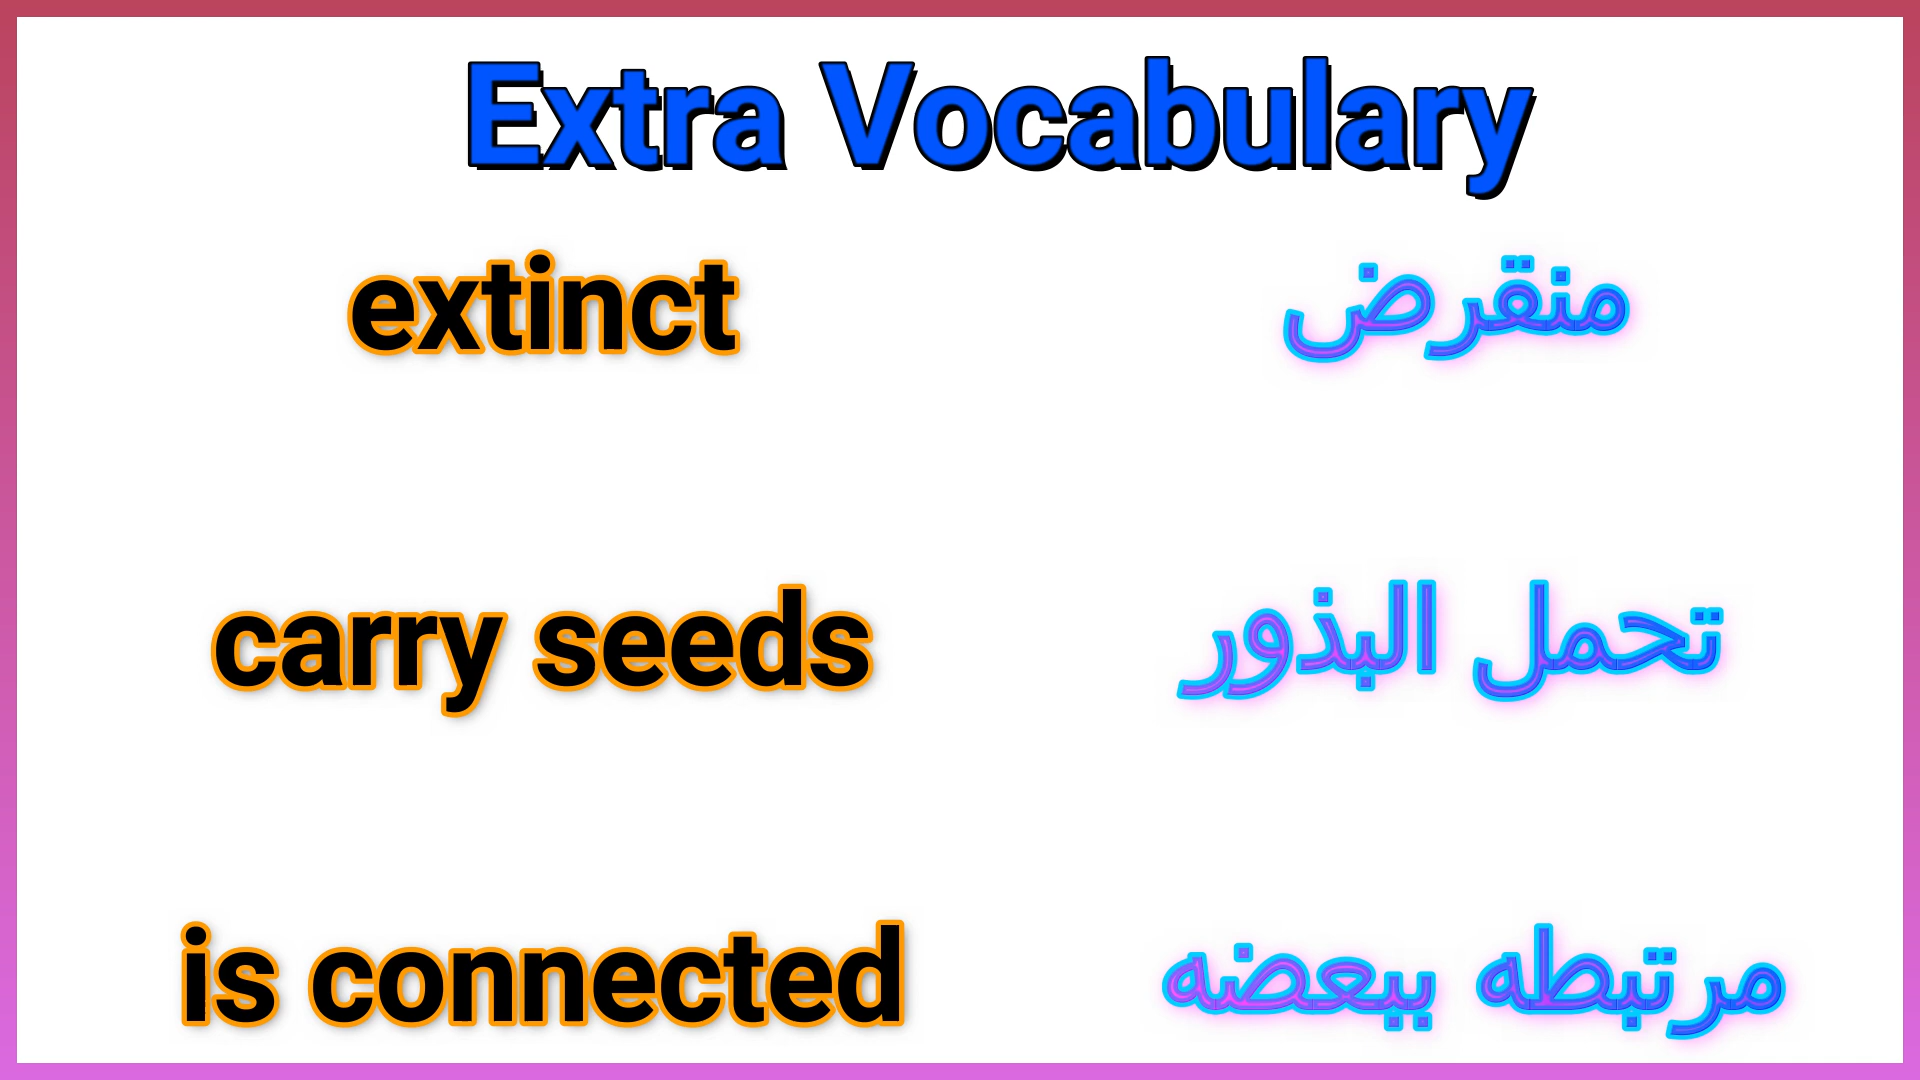 Extra Vocabulary
extinct منقرض
carry seeds تحمل البذور
is connected مرتبطه ببعضه